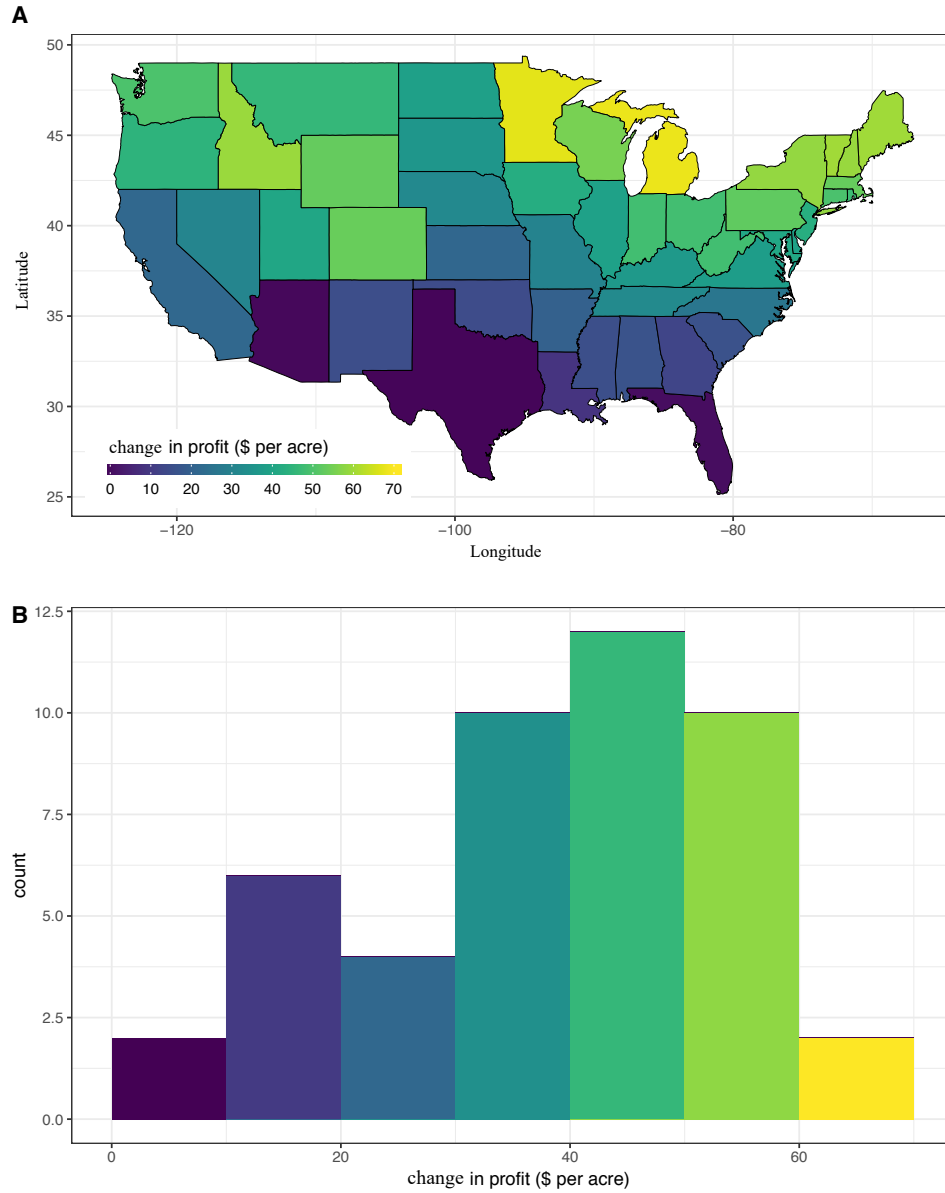 A
50
45
40
35
30
25
Latitude
change in profit ($ per acre)
0 10 20 30 40 50 60 70
−120 −100 −80
Longitude
B
12.5
10.0
7.5
5.0
2.5
0.0
count
0 20 40 60
change in profit ($ per acre)